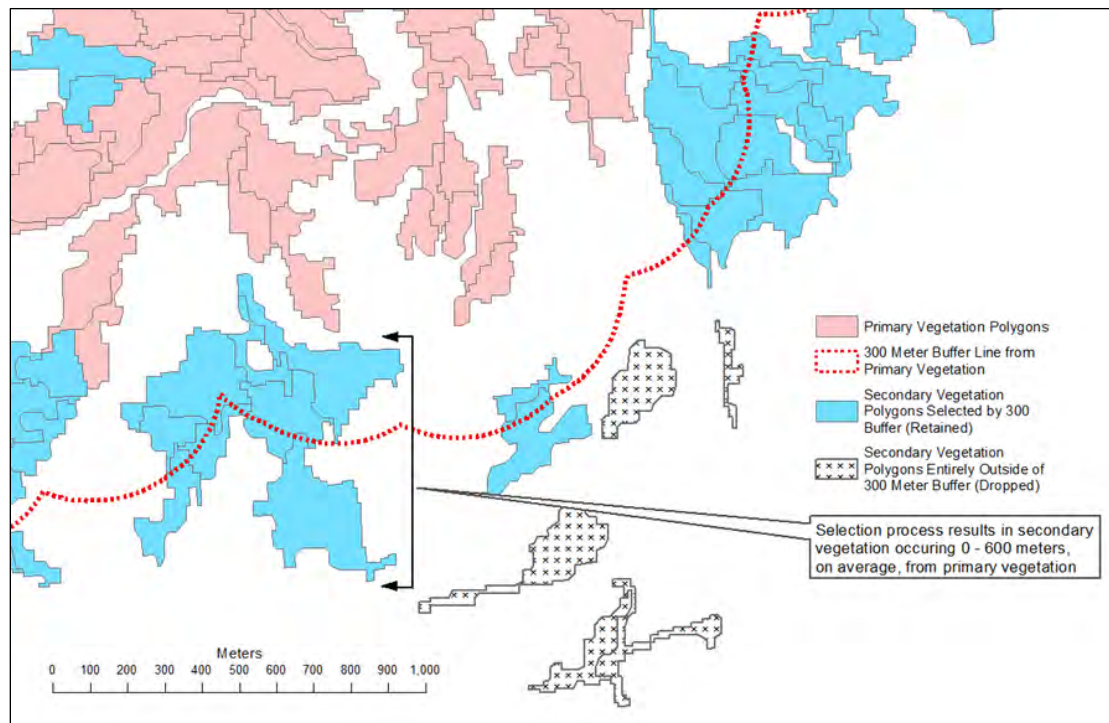 Primary Vegetation Polygons
300 Meter Buffer Line from
Primary Vegetation
Secondary Vegetation
Polygons Selected by 300
Buffer (Retained)
Secondary Vegetation
Polygons Entirely Outside of
300 Meter Buffer (Dropped)
Selection process results in secondary
vegetation occuring 0 - 600 meters,
on average, from primary vegetation
Meters
0 100 200 300 400 500 600 700 800 900 1,000